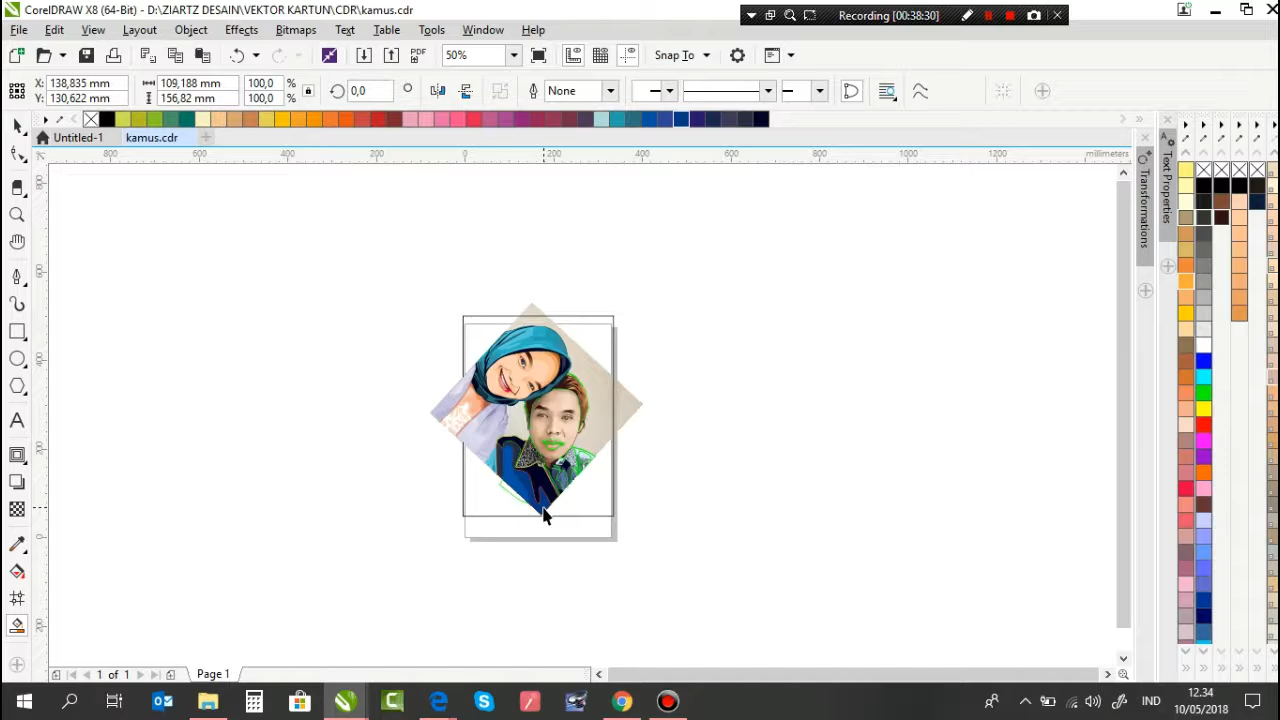 CorelDRAW X8 (64-Bit) - D:\ZIARTZ DESAIN\VEKTOR KARTUN\CDR\kamus.cdr
Recording [00:38:30]
File Edit View Layout Object Effects Bitmaps Text Table Tools Window Help
PDF 50% Snap To
X: 138,835 mm 109,188 mm 100,0 %
Y: 130,622 mm 156,82 mm 100,0 %
0,0 None
Untitled-1 kamus.cdr
800 600 400 200 0 200 400 600 800 1000 1200 millimeters
Transformations
Text Properties
1 of 1 Page 1
IND
12.34
10/05/2018